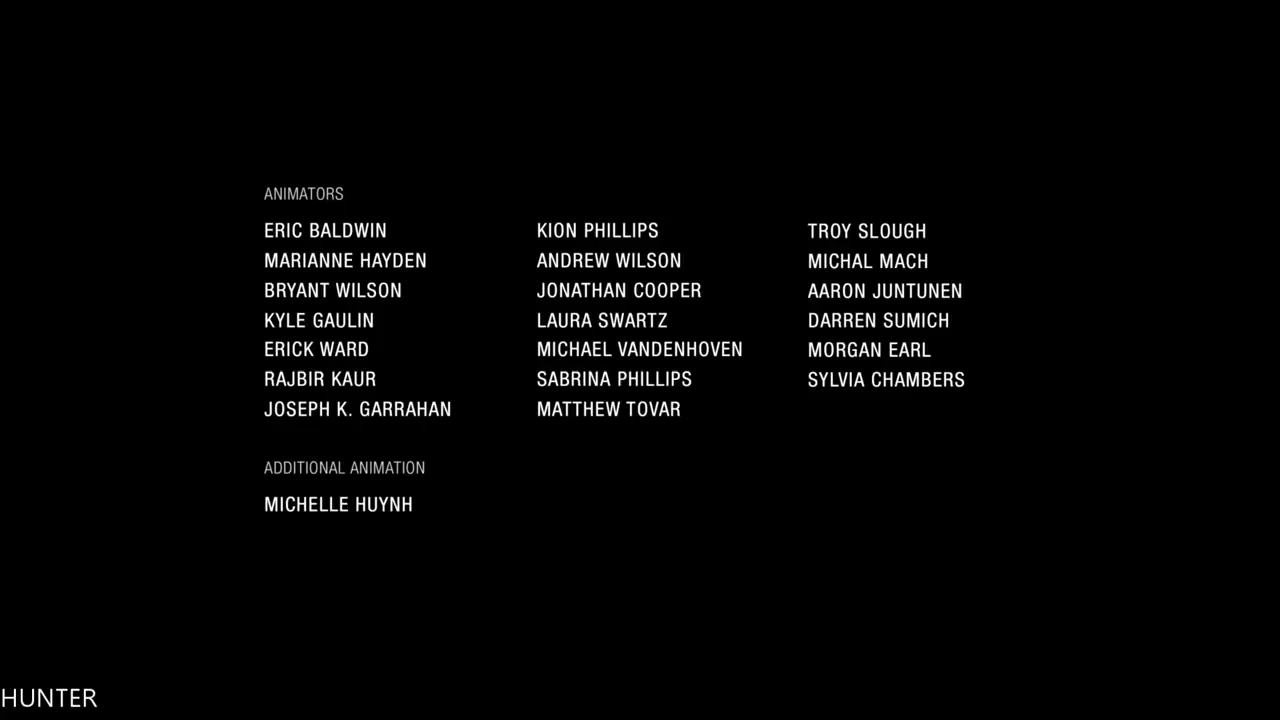 ANIMATORS
ERIC BALDWIN
MARIANNE HAYDEN
BRYANT WILSON
KYLE GAULIN
ERICK WARD
RAJBIR KAUR
JOSEPH K. GARRAHAN
KION PHILLIPS
ANDREW WILSON
JONATHAN COOPER
LAURA SWARTZ
MICHAEL VANDENHOVEN
SABRINA PHILLIPS
MATTHEW TOVAR
TROY SLOUGH
MICHAL MACH
AARON JUNTUNEN
DARREN SUMICH
MORGAN EARL
SYLVIA CHAMBERS
ADDITIONAL ANIMATION
MICHELLE HUYNH
HUNTER